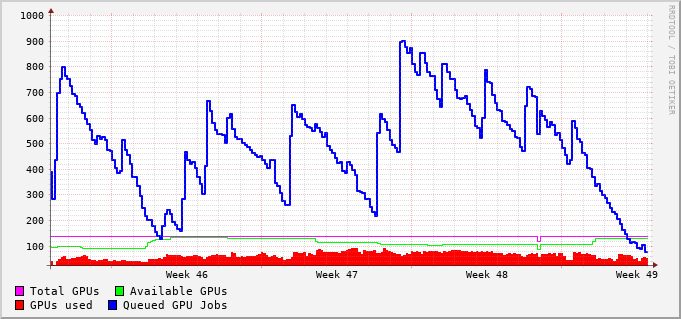 1000
900
800
700
600
500
400
300
200
100
Week 46 Week 47 Week 48 Week 49
Total GPUs Available GPUs
GPUs used Queued GPU Jobs
RRDTOOL / TOBI OETIKER